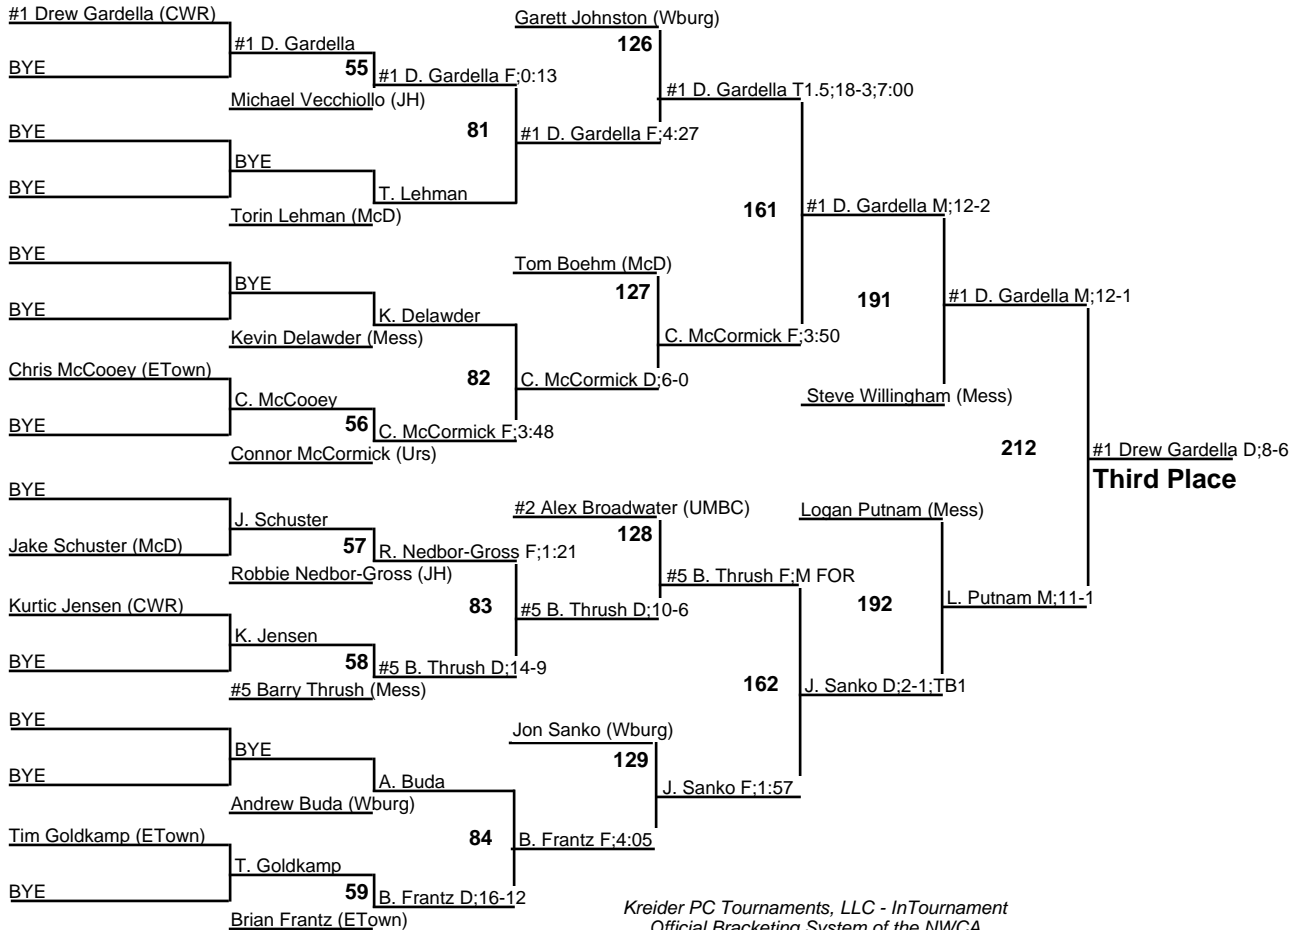 #1 Drew Gardella (CWR)
BYE
BYE
BYE
BYE
BYE
Chris McCooey (ETown)
BYE
BYE
Jake Schuster (McD)
Kurtic Jensen (CWR)
BYE
BYE
BYE
Tim Goldkamp (ETown)
BYE
#1 D. Gardella
55
Michael Vecchiollo (JH)
BYE
Torin Lehman (McD)
BYE
Kevin Delawder (Mess)
C. McCooey
56
Connor McCormick (Urs)
J. Schuster
57
Robbie Nedbor-Gross (JH)
K. Jensen
58
#5 Barry Thrush (Mess)
BYE
Andrew Buda (Wburg)
T. Goldkamp
59
Brian Frantz (ETown)
#1 D. Gardella F;0:13
81
T. Lehman
K. Delawder
82
C. McCormick F;3:48
R. Nedbor-Gross F;1:21
83
#5 B. Thrush D;14-9
A. Buda
84
B. Frantz D;16-12
Garett Johnston (Wburg)
126
#1 D. Gardella F;4:27
Tom Boehm (McD)
127
C. McCormick D;6-0
#2 Alex Broadwater (UMBC)
128
#5 B. Thrush D;10-6
Jon Sanko (Wburg)
129
B. Frantz F;4:05
#1 D. Gardella T1.5;18-3;7:00
161
C. McCormick F;3:50
#5 B. Thrush F;M FOR
162
J. Sanko F;1:57
#1 D. Gardella M;12-2
191
Steve Willingham (Mess)
Logan Putnam (Mess)
192
J. Sanko D;2-1;TB1
#1 D. Gardella M;12-1
212
L. Putnam M;11-1
#1 Drew Gardella D;8-6
Third Place
Kreider PC Tournaments, LLC - InTournament
Official Bracketing System of the NWCA